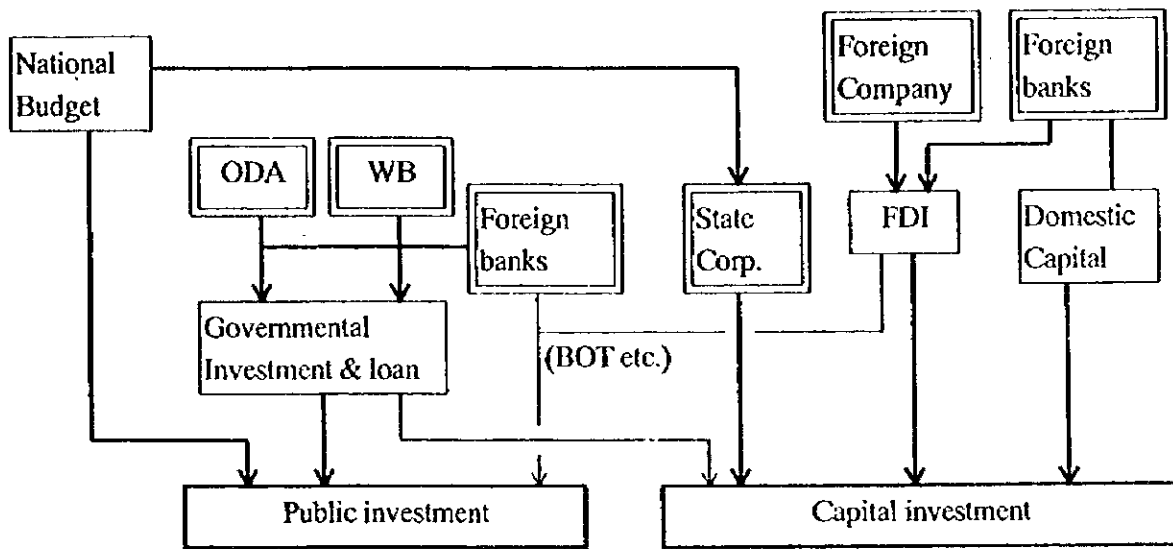 National
Budget
Foreign
Company
Foreign
banks
ODA
WB
Foreign
banks
State
Corp.
FDI
Domestic
Capital
Governmental
Investment & loan
(BOT etc.)
Public investment
Capital investment